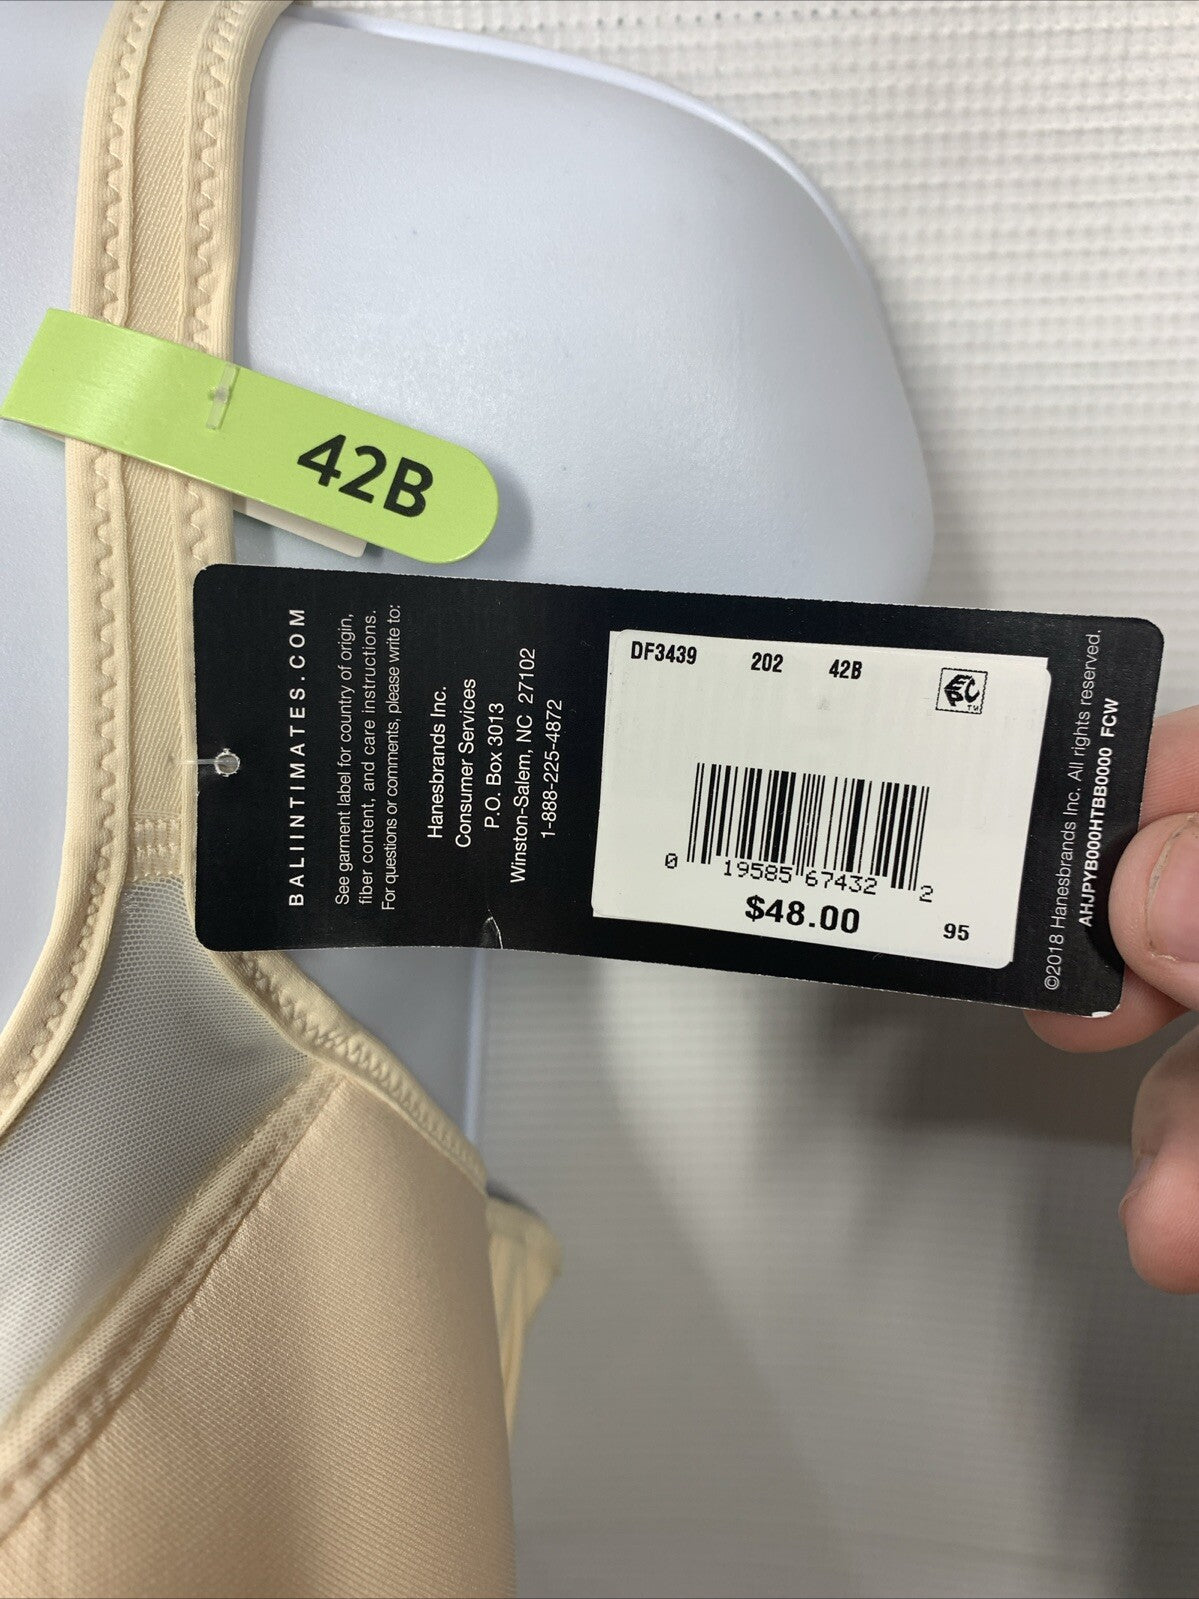 42B
BALIINTIMATES.COM
See garment label for country of origin,
fiber content, and care instructions.
For questions or comments, please write to:
Hanesbrands Inc.
Consumer Services
P.O. Box 3013
Winston-Salem, NC 27102
1-888-225-4872
DF3439 202 42B
EPC TM
0 19585 67432 2
$48.00
95
©2018 Hanesbrands Inc. All rights reserved.
AHJPYB000HTBB0000 FCW